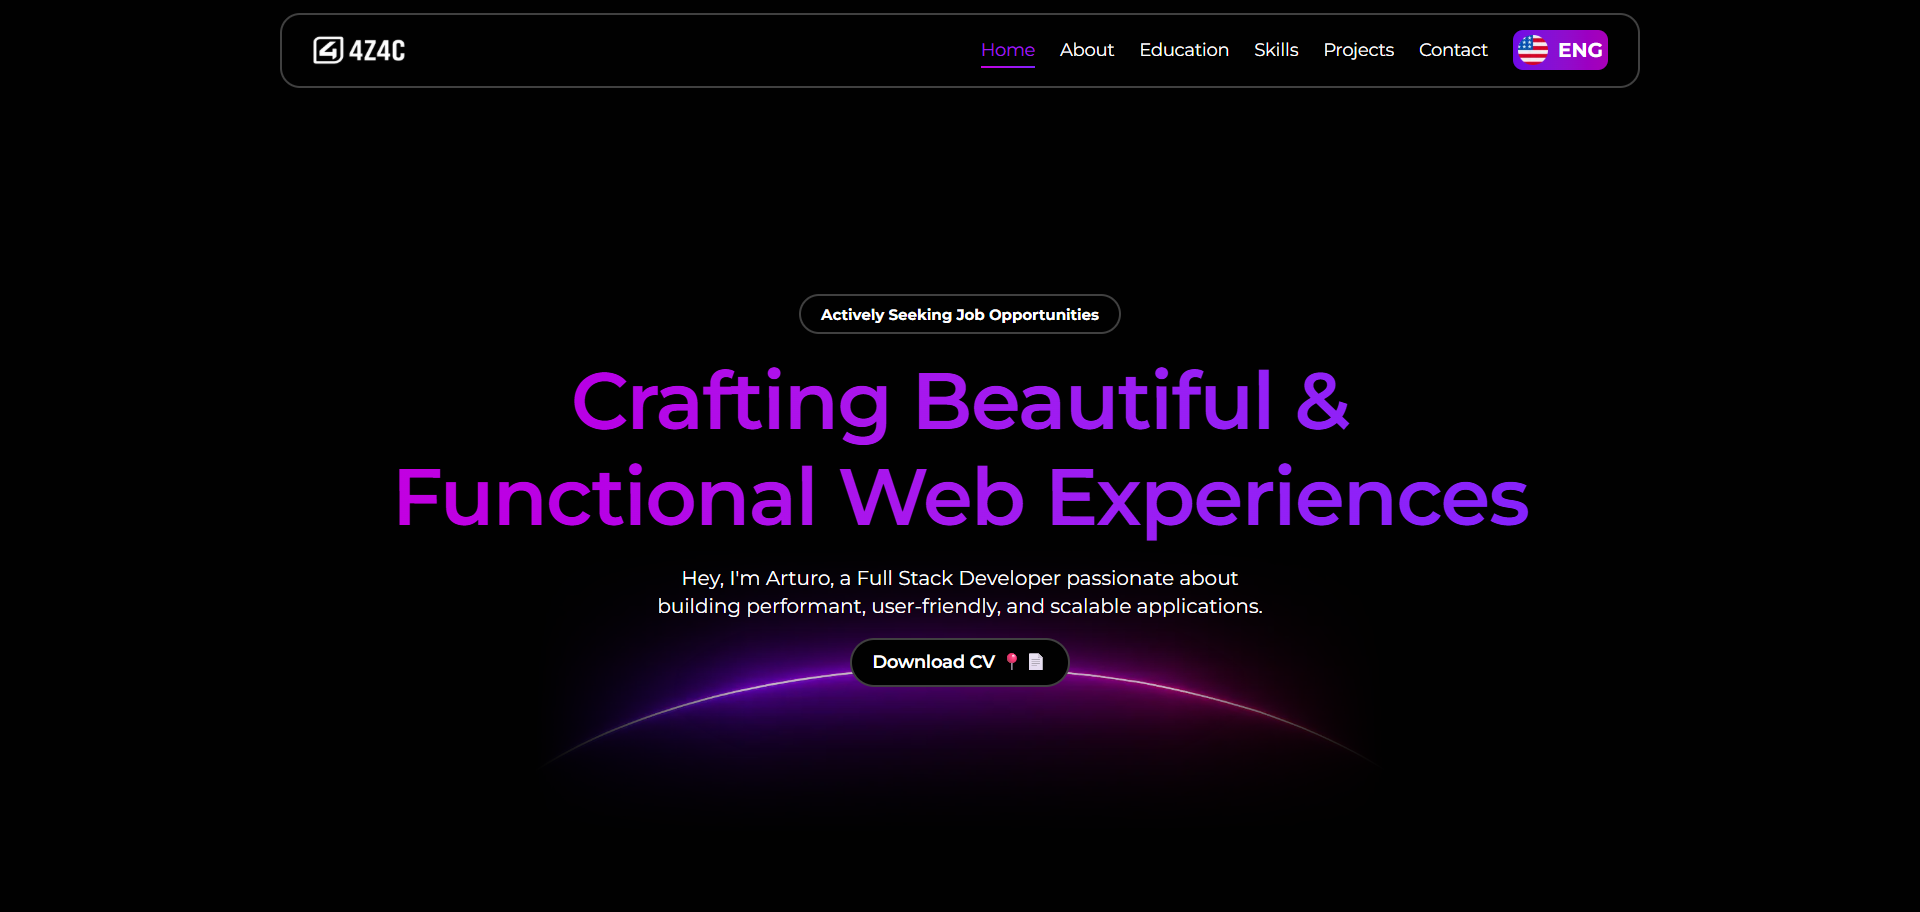 4Z4C
Home About Education Skills Projects Contact ENG
Actively Seeking Job Opportunities
Crafting Beautiful &
Functional Web Experiences
Hey, I'm Arturo, a Full Stack Developer passionate about
building performant, user-friendly, and scalable applications.
Download CV 📍 📄